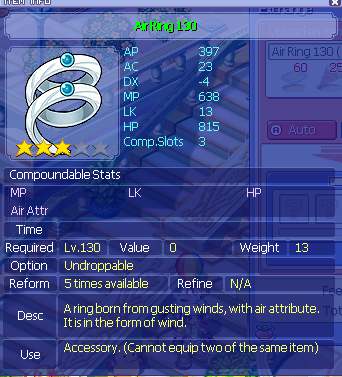 ITEM INFO
AirRing 130
AP 397
AC 23
DX -4
MP 638
LK 13
HP 815
Comp.Slots 3
Compoundable Stats
MP LK HP
Air Attr
Time
Required Lv.130 Value 0 Weight 13
Option Undroppable
Reform 5 times available Refine N/A
Desc A ring born from gusting winds, with air attribute.
It is in the form of wind.
Use Accessory. (Cannot equip two of the same item)
Air Ring 130 (
60 25
Auto